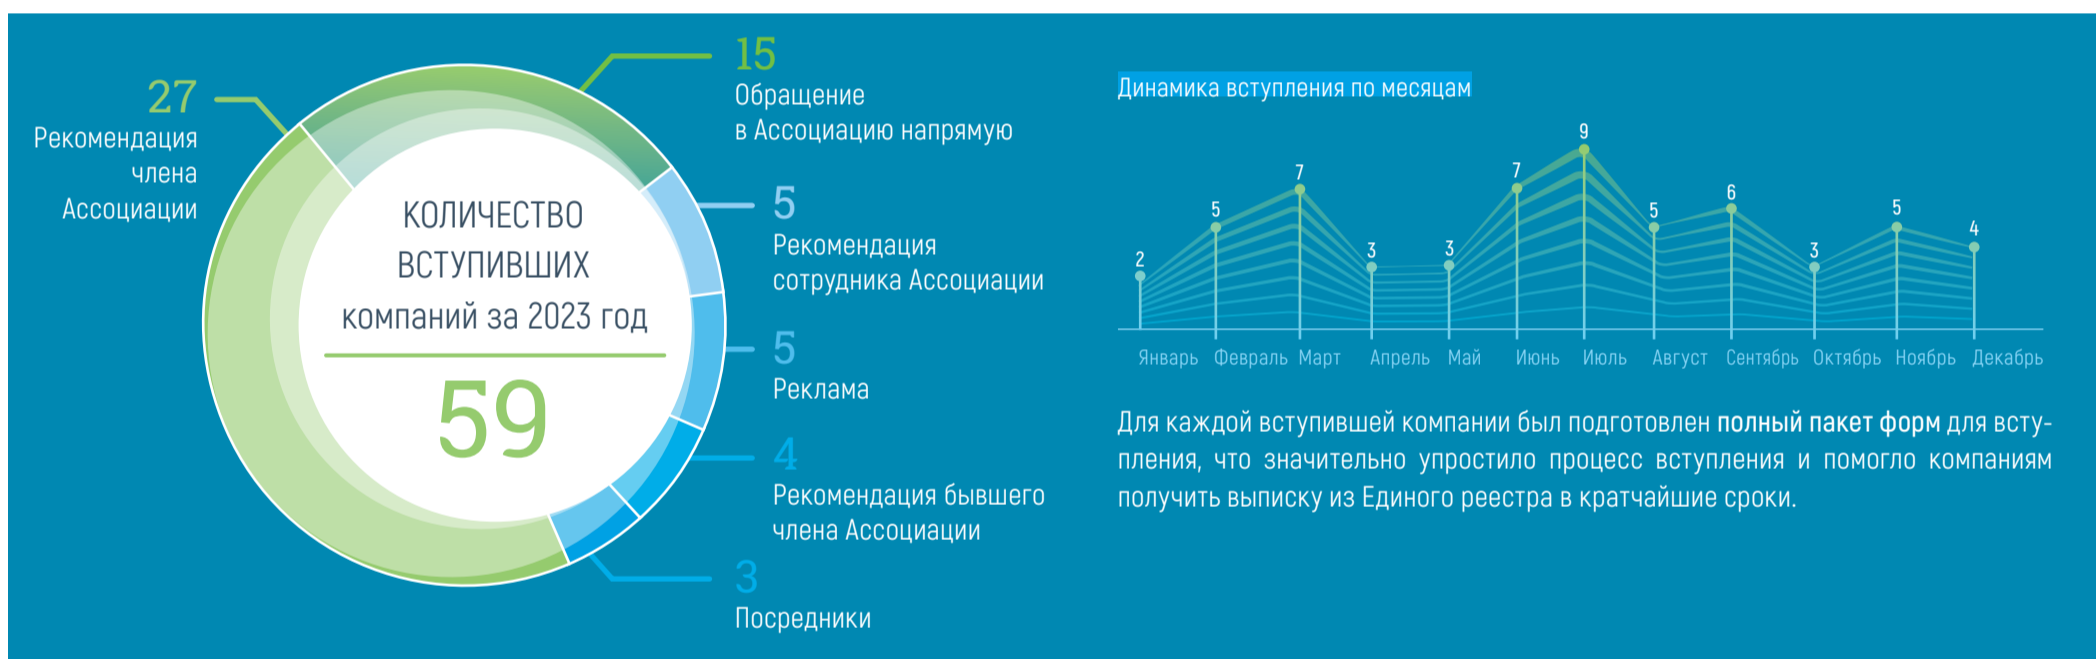 27
Рекомендация
члена
Ассоциации
КОЛИЧЕСТВО
ВСТУПИВШИХ
компаний за 2023 год
59
15
Обращение
в Ассоциацию напрямую
5
Рекомендация
сотрудника Ассоциации
5
Реклама
4
Рекомендация бывшего
члена Ассоциации
3
Посредники
Динамика вступления по месяцам
2 5 7 3 3 7 9 5 6 3 5 4
Январь Февраль Март Апрель Май Июнь Июль Август Сентябрь Октябрь Ноябрь Декабрь
Для каждой вступившей компании был подготовлен полный пакет форм для всту-
пления, что значительно упростило процесс вступления и помогло компаниям
получить выписку из Единого реестра в кратчайшие сроки.